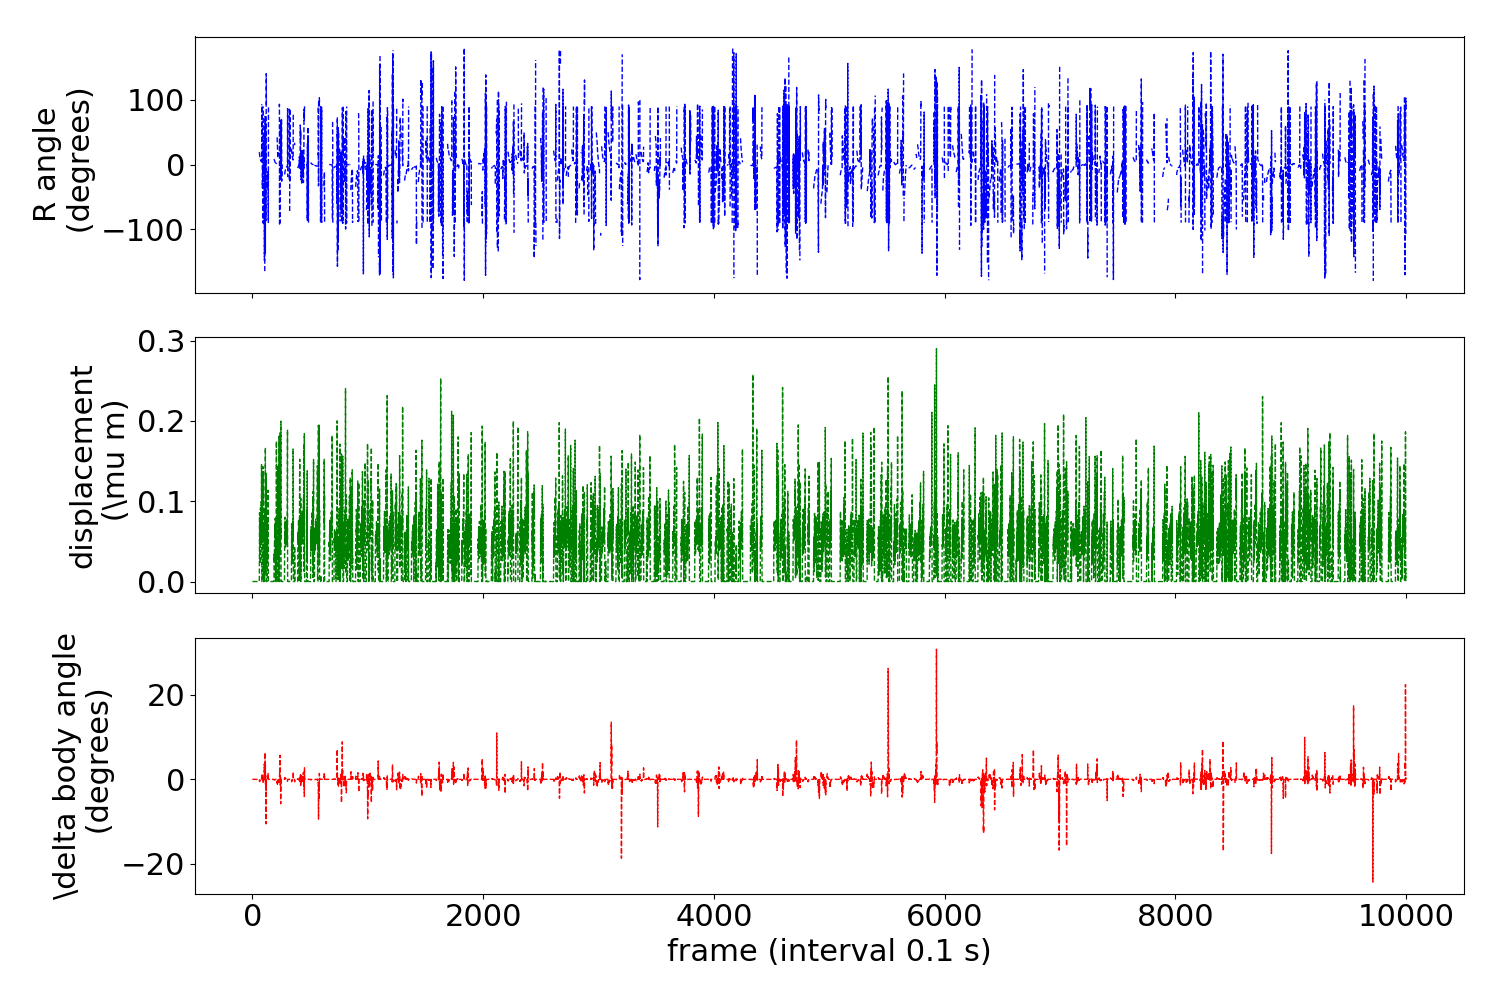 R angle
(degrees)
100
0
−100
displacement
(\mu m)
0.3
0.2
0.1
0.0
\delta body angle
(degrees)
20
0
−20
0 2000 4000 6000 8000 10000
frame (interval 0.1 s)